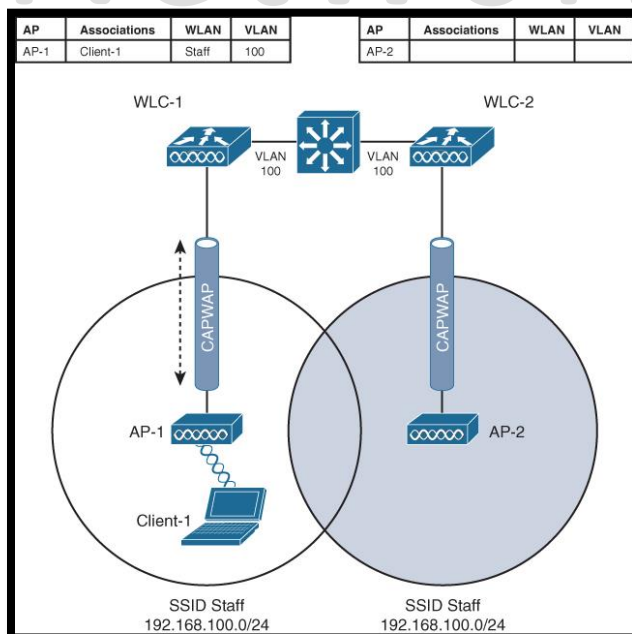 AP Associations WLAN VLAN
AP-1 Client-1 Staff 100
AP Associations WLAN VLAN
AP-2
WLC-1
WLC-2
VLAN
100
VLAN
100
CAPWAP
CAPWAP
AP-1
AP-2
Client-1
SSID Staff
192.168.100.0/24
SSID Staff
192.168.100.0/24